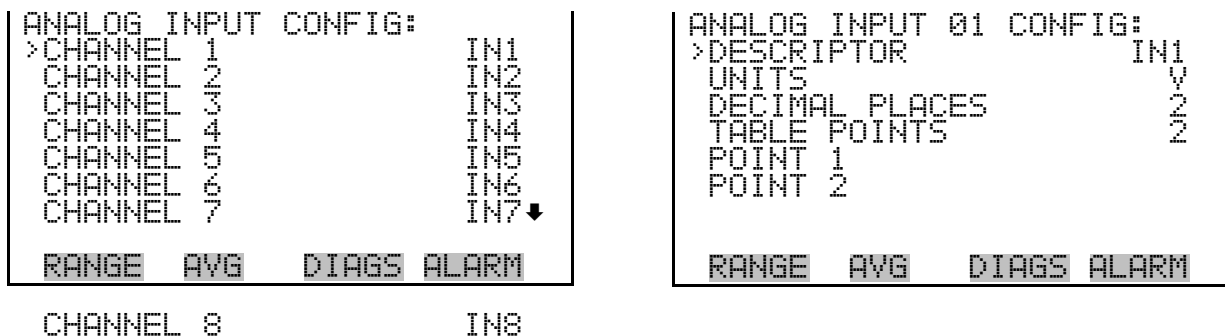 ANALOG INPUT CONFIG:
>CHANNEL 1 IN1
CHANNEL 2 IN2
CHANNEL 3 IN3
CHANNEL 4 IN4
CHANNEL 5 IN5
CHANNEL 6 IN6
CHANNEL 7 IN7⬇
RANGE AVG DIAGS ALARM
CHANNEL 8 IN8
ANALOG INPUT 01 CONFIG:
>DESCRIPTOR IN1
UNITS V
DECIMAL PLACES 2
TABLE POINTS 2
POINT 1
POINT 2
RANGE AVG DIAGS ALARM